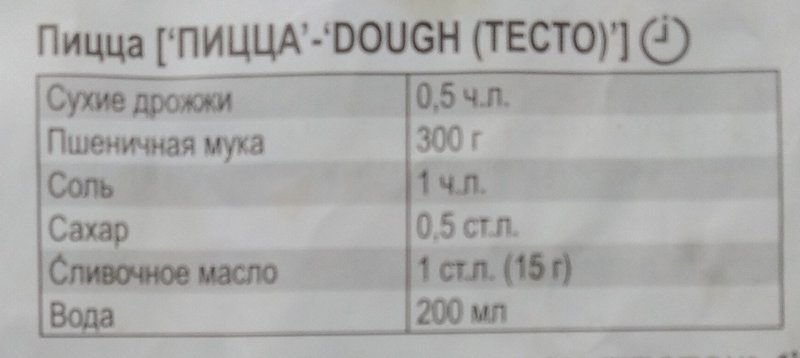 Пицца ['ПИЦЦА'-'DOUGH (ТЕСТО)']
Сухие дрожжи 0,5 ч.л.
Пшеничная мука 300 г
Соль 1 ч.л.
Сахар 0,5 ст.л.
Сливочное масло 1 ст.л. (15 г)
Вода 200 мл